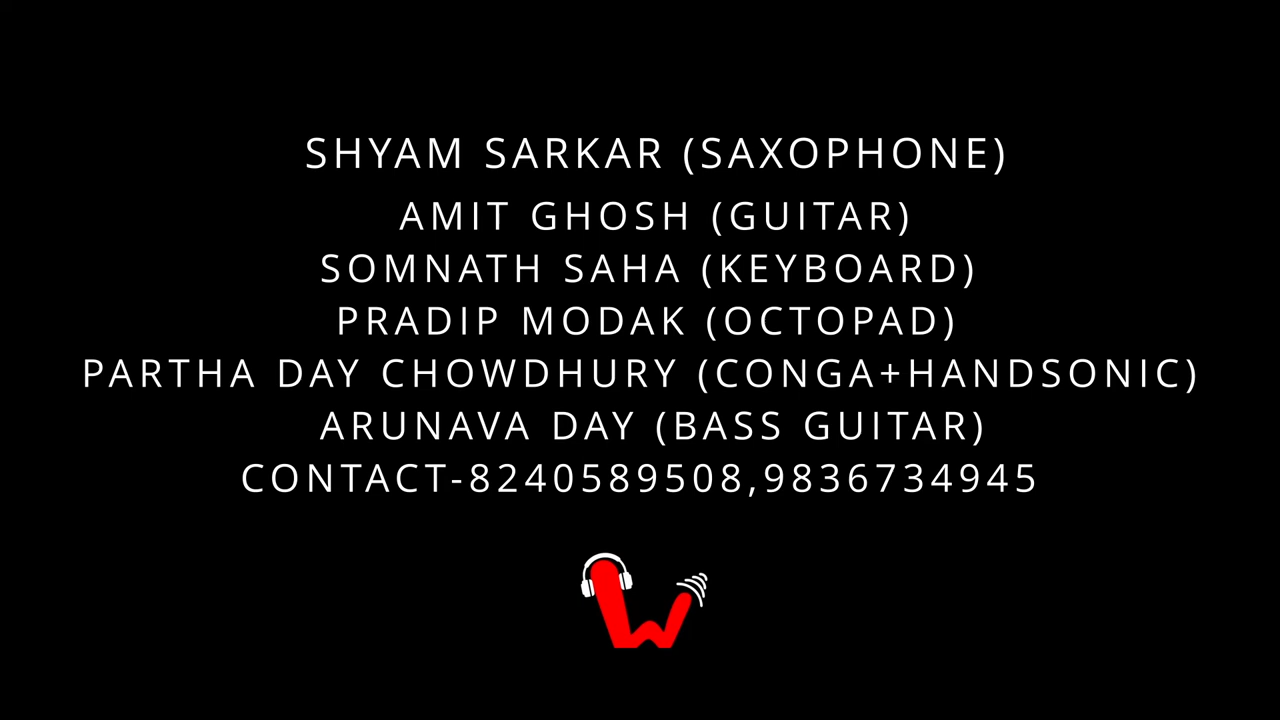 SHYAM SARKAR (SAXOPHONE)
AMIT GHOSH (GUITAR)
SOMNATH SAHA (KEYBOARD)
PRADIP MODAK (OCTOPAD)
PARTHA DAY CHOWDHURY (CONGA+HANDSONIC)
ARUNAVA DAY (BASS GUITAR)
CONTACT-8240589508,9836734945
W